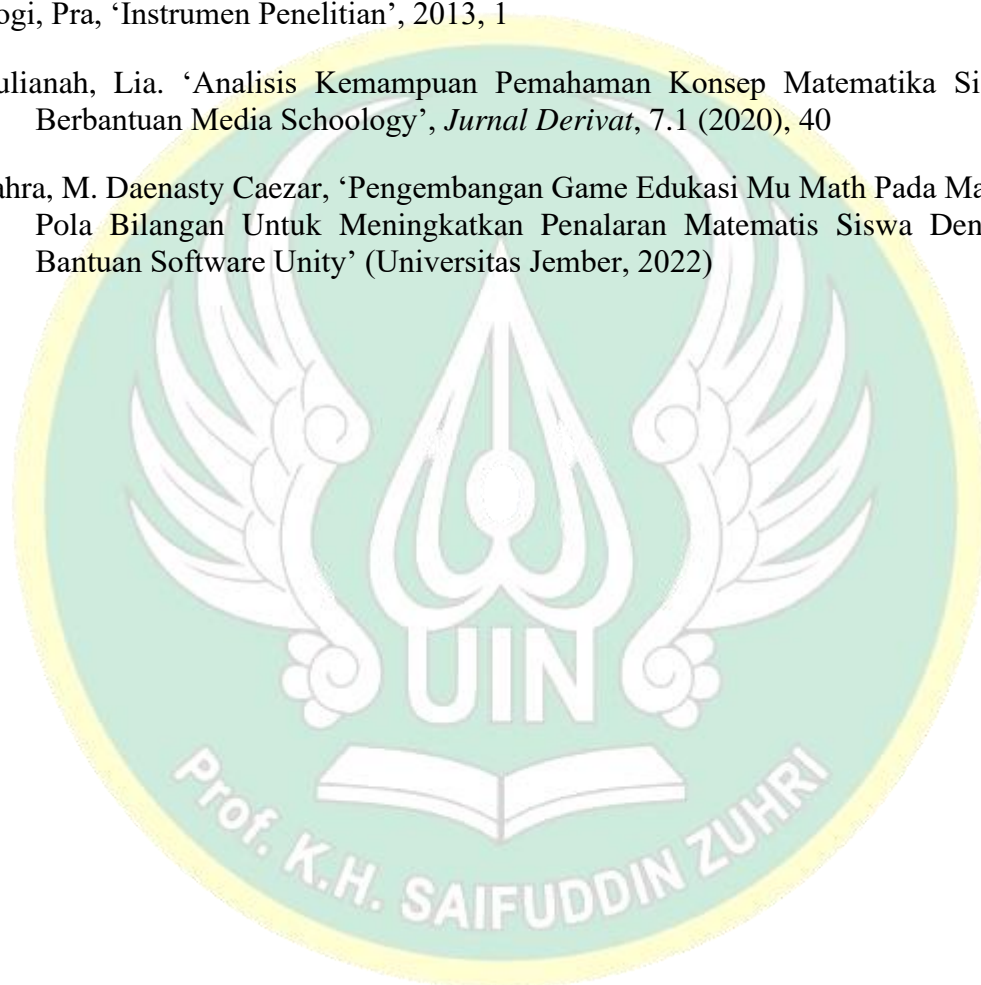 ogi, Pra, ‘Instrumen Penelitian’, 2013, 1
ulianah, Lia. ‘Analisis Kemampuan Pemahaman Konsep Matematika Si
Berbantuan Media Schoology’, Jurnal Derivat, 7.1 (2020), 40
ahra, M. Daenasty Caezar, ‘Pengembangan Game Edukasi Mu Math Pada Ma
Pola Bilangan Untuk Meningkatkan Penalaran Matematis Siswa Den
Bantuan Software Unity’ (Universitas Jember, 2022)
UIN
Prof. K.H. SAIFUDDIN ZUHRI